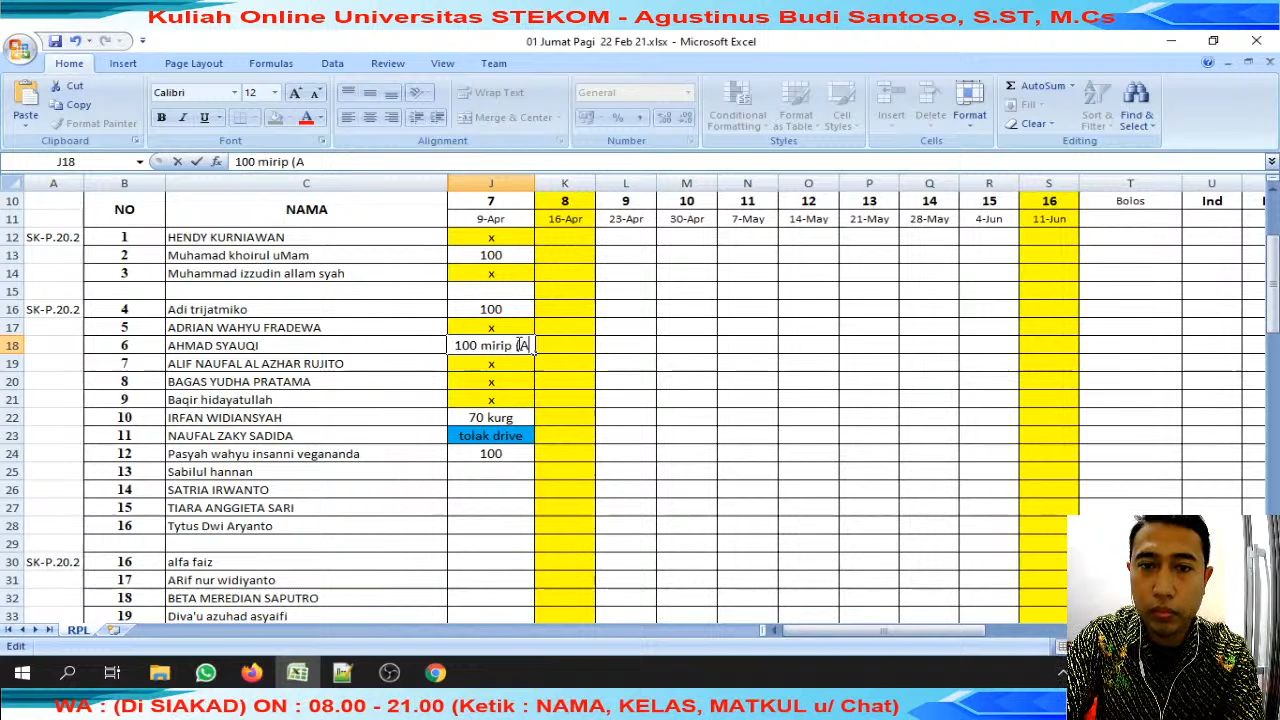 Kuliah Online Universitas STEKOM - Agustinus Budi Santoso, S.ST, M.Cs
01 Jumat Pagi 22 Feb 21.xlsx - Microsoft Excel
Home Insert Page Layout Formulas Data Review View Team
Cut
Copy
Format Painter
Paste
Clipboard
Calibri 12
B I U
Font
Wrap Text
Merge & Center
Alignment
General
Number
Conditional Formatting
Format as Table
Cell Styles
Styles
Insert Delete Format
Cells
AutoSum
Fill
Clear
Sort & Filter
Find & Select
Editing
J18 fx 100 mirip (A
A B C J K L M N O P Q R S T U
10 NO NAMA 7 8 9 10 11 12 13 14 15 16 Bolos Ind
11 9-Apr 16-Apr 23-Apr 30-Apr 7-May 14-May 21-May 28-May 4-Jun 11-Jun
12 SK-P.20.2 1 HENDY KURNIAWAN x
13 2 Muhamad khoirul uMam 100
14 3 Muhammad izzudin allam syah x
15
16 SK-P.20.2 4 Adi trijatmiko 100
17 5 ADRIAN WAHYU FRADEWA x
18 6 AHMAD SYAUQI 100 mirip (A
19 7 ALIF NAUFAL AL AZHAR RUJITO x
20 8 BAGAS YUDHA PRATAMA x
21 9 Baqir hidayatullah x
22 10 IRFAN WIDIANSYAH 70 kurg
23 11 NAUFAL ZAKY SADIDA tolak drive
24 12 Pasyah wahyu insanni vegananda 100
25 13 Sabilul hannan
26 14 SATRIA IRWANTO
27 15 TIARA ANGGIETA SARI
28 16 Tytus Dwi Aryanto
29
30 SK-P.20.2 16 alfa faiz
31 17 ARif nur widiyanto
32 18 BETA MEREDIAN SAPUTRO
33 19 Diva'u azuhad asyaifi
RPL
Edit
WA : (Di SIAKAD) ON : 08.00 - 21.00 (Ketik : NAMA, KELAS, MATKUL u/ Chat)